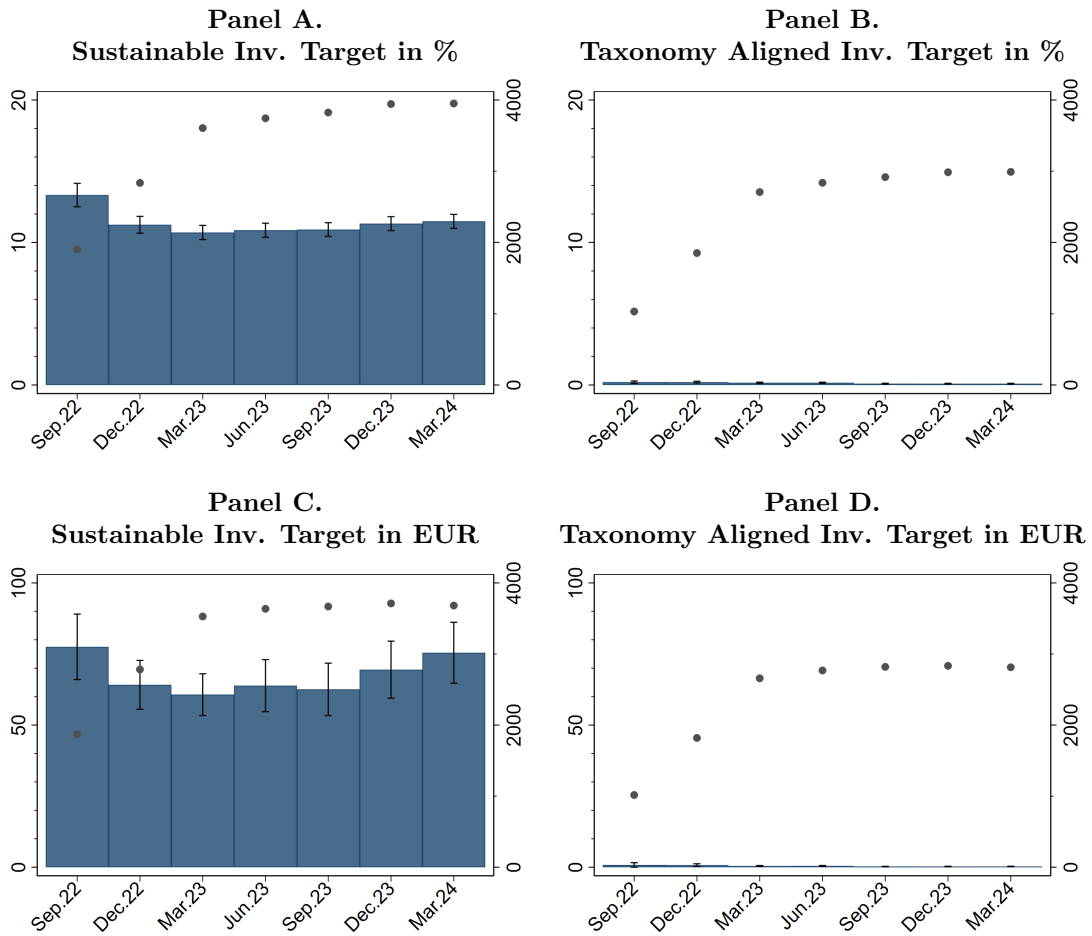 Panel A.
Sustainable Inv. Target in %
20
10
0
4000
2000
0
Sep.22
Dec.22
Mar.23
Jun.23
Sep.23
Dec.23
Mar.24
Panel B.
Taxonomy Aligned Inv. Target in %
20
10
0
4000
2000
0
Sep.22
Dec.22
Mar.23
Jun.23
Sep.23
Dec.23
Mar.24
Panel C.
Sustainable Inv. Target in EUR
100
50
0
4000
2000
0
Sep.22
Dec.22
Mar.23
Jun.23
Sep.23
Dec.23
Mar.24
Panel D.
Taxonomy Aligned Inv. Target in EUR
100
50
0
4000
2000
0
Sep.22
Dec.22
Mar.23
Jun.23
Sep.23
Dec.23
Mar.24